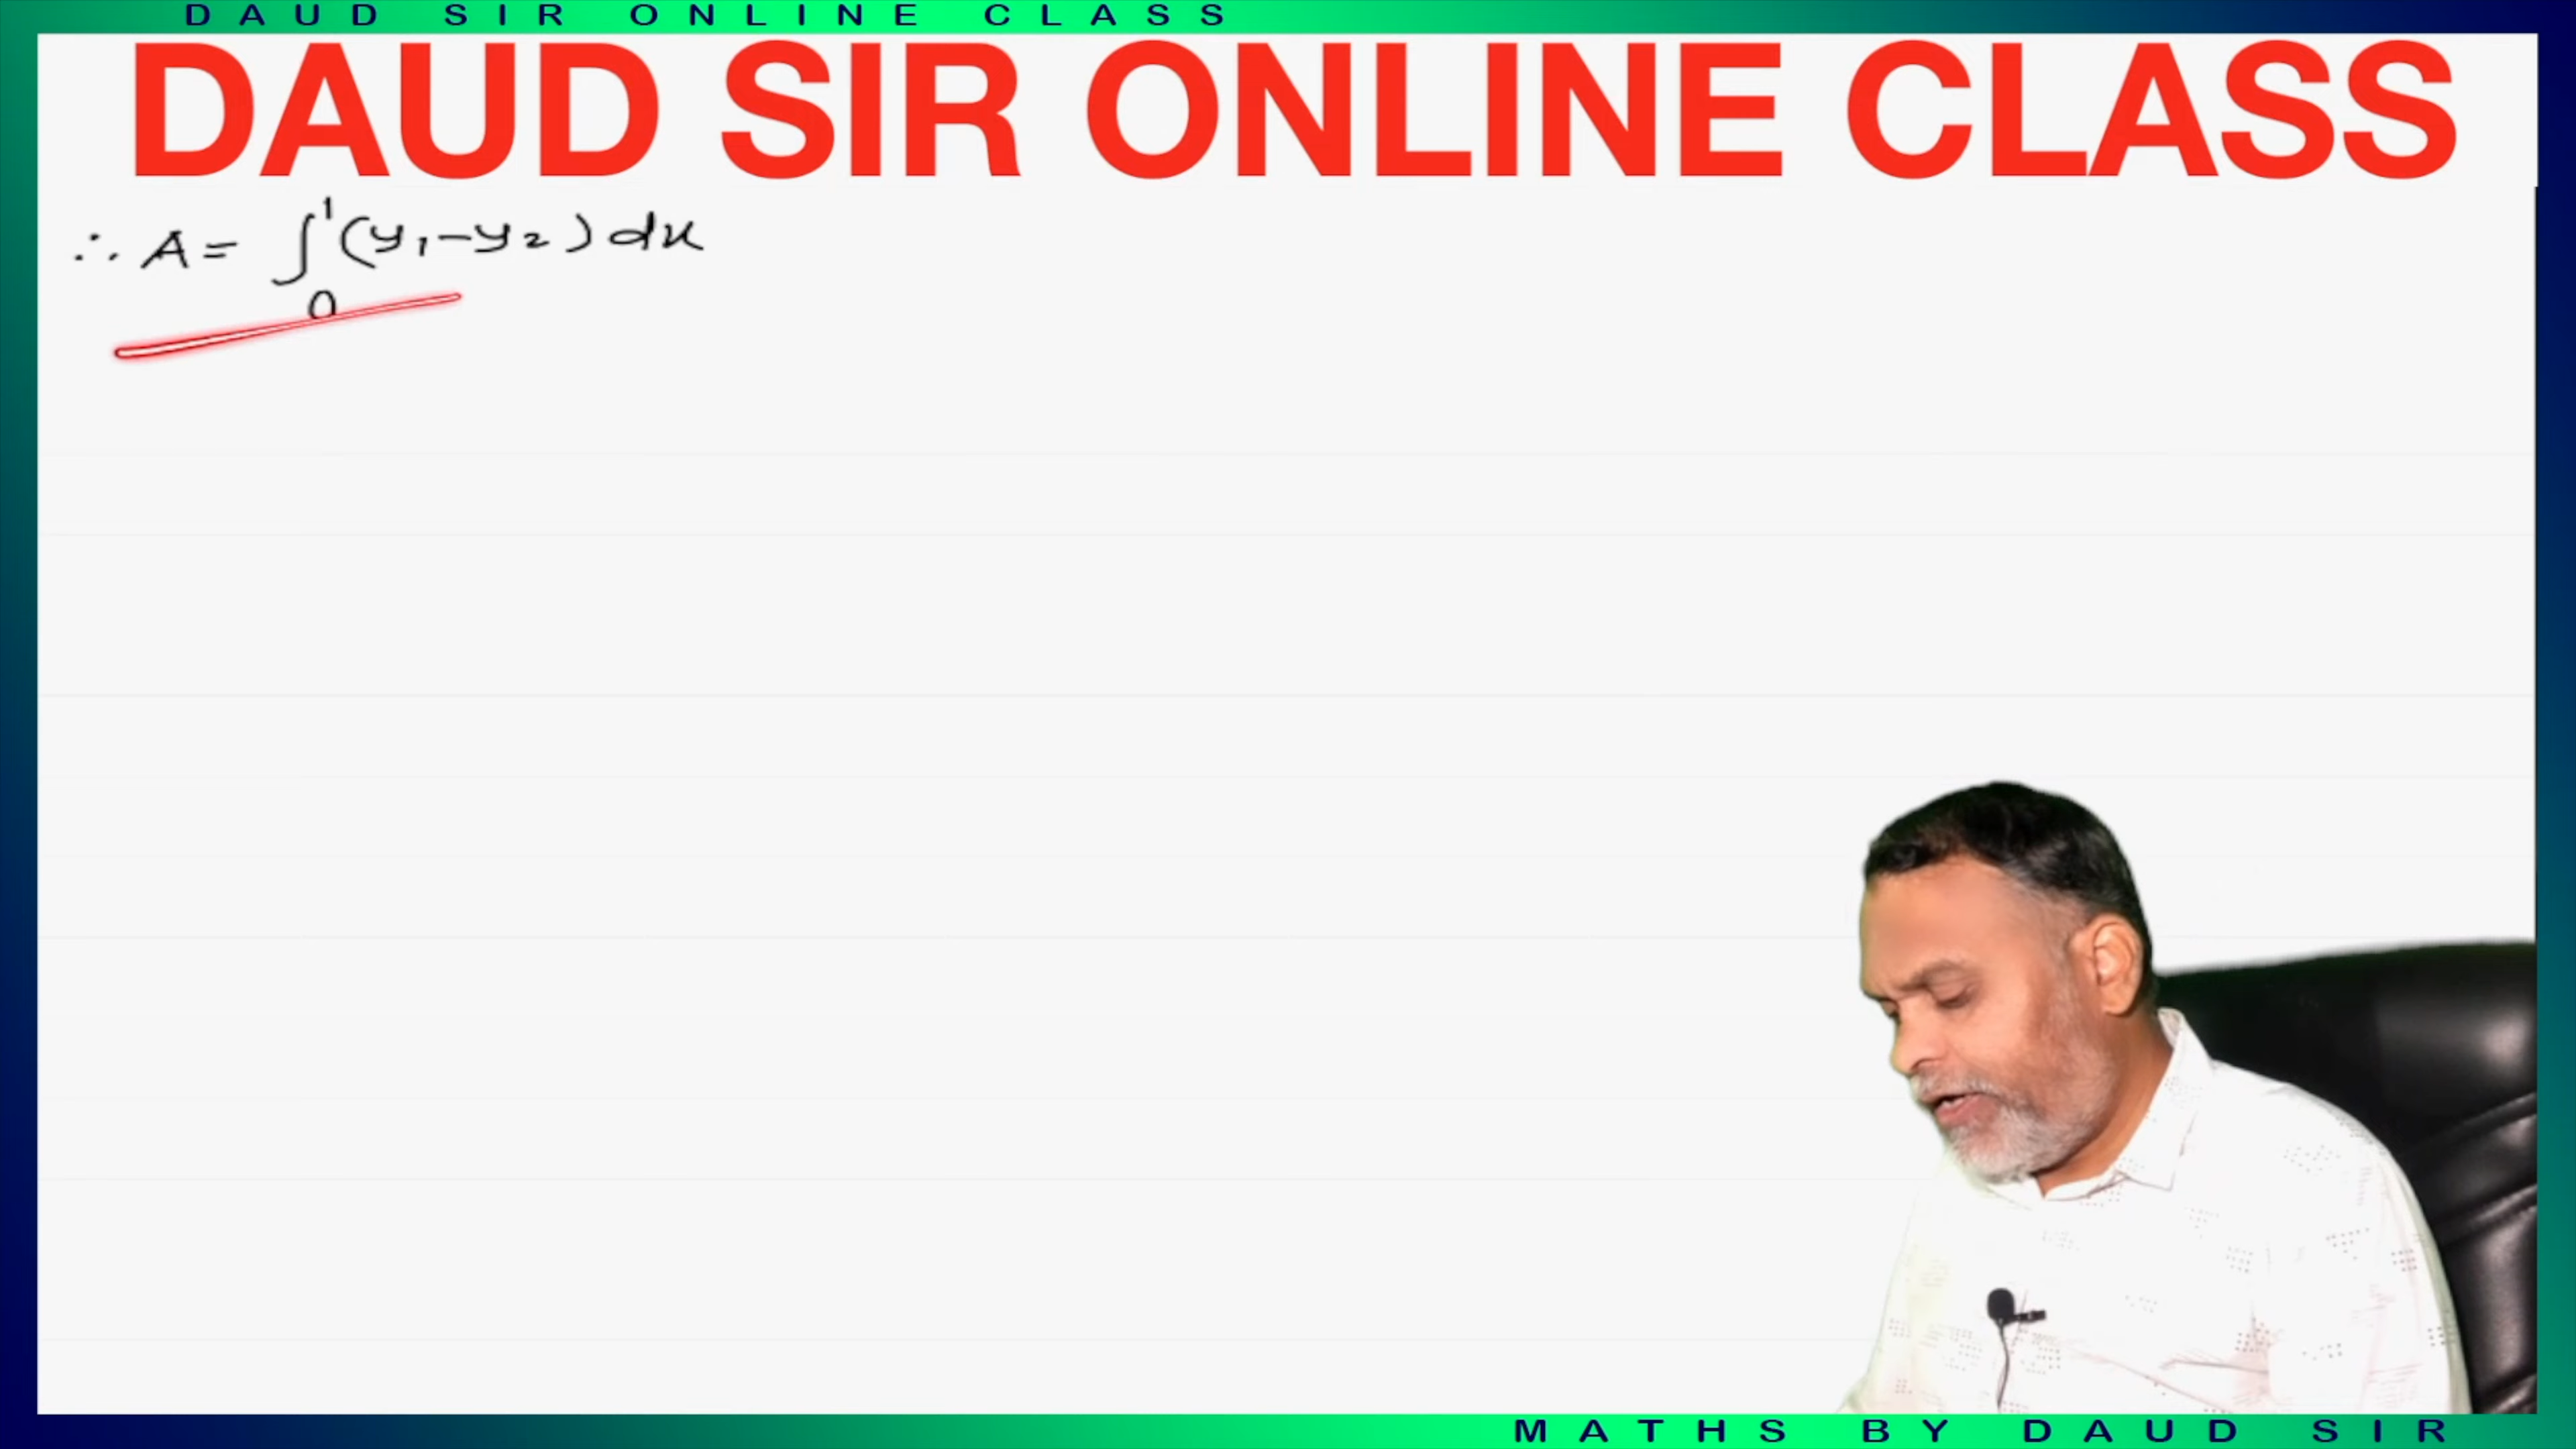 DAUD SIR ONLINE CLASS
DAUD SIR ONLINE CLASS
∴ A = ∫₀¹ (y₁-y₂) dx
MATHS BY DAUD SIR